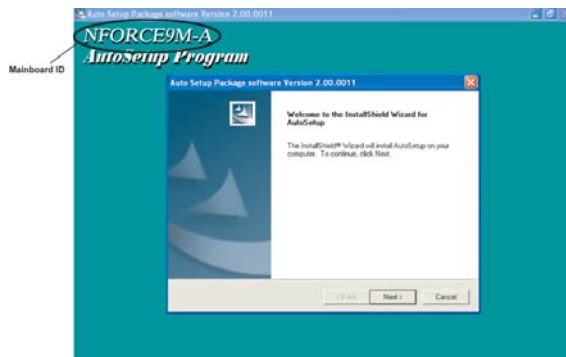 Auto Setup Package software Version 2.00.0011
NFORCE9M-A
AutoSetup Program
Mainboard ID
Auto Setup Package software Version 2.00.0011
Welcome to the InstallShield Wizard for
AutoSetup
The InstallShield® Wizard will install AutoSetup on your
computer. To continue, click Next.
< Back
Next >
Cancel